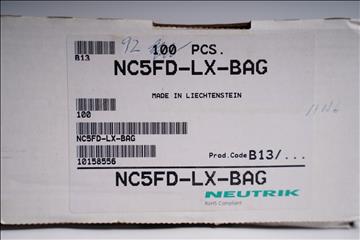 92
100 PCS.
B13
NC5FD-LX-BAG
MADE IN LIECHTENSTEIN
100
NC5FD-LX-BAG
10158556
Prod.Code B13/...
NC5FD-LX-BAG
NEUTRIK
RoHS Compliant